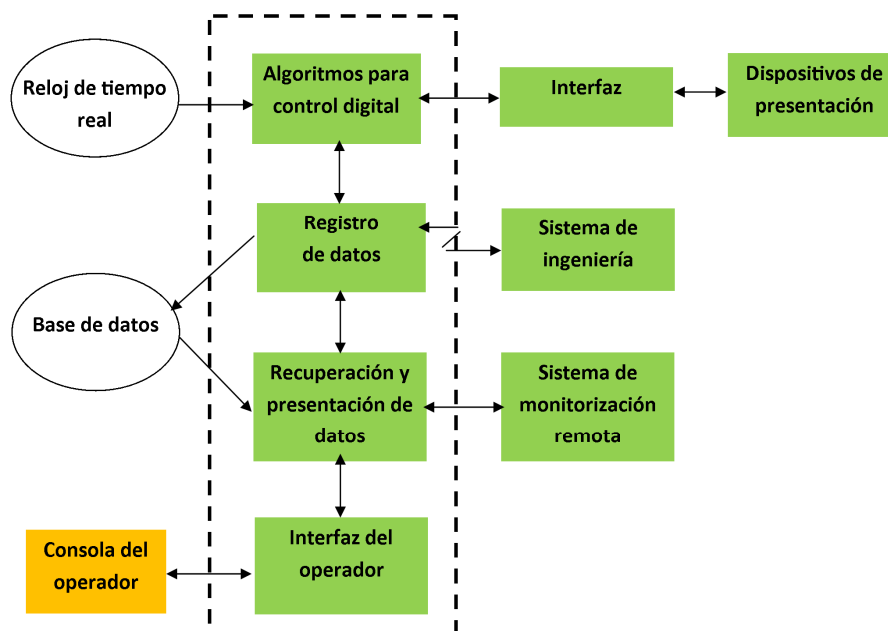 Reloj de tiempo
real
Algoritmos para
control digital
Interfaz
Dispositivos de
presentación
Registro
de datos
Sistema de
ingeniería
Base de datos
Recuperación y
presentación de
datos
Sistema de
monitorización
remota
Consola del
operador
Interfaz del
operador